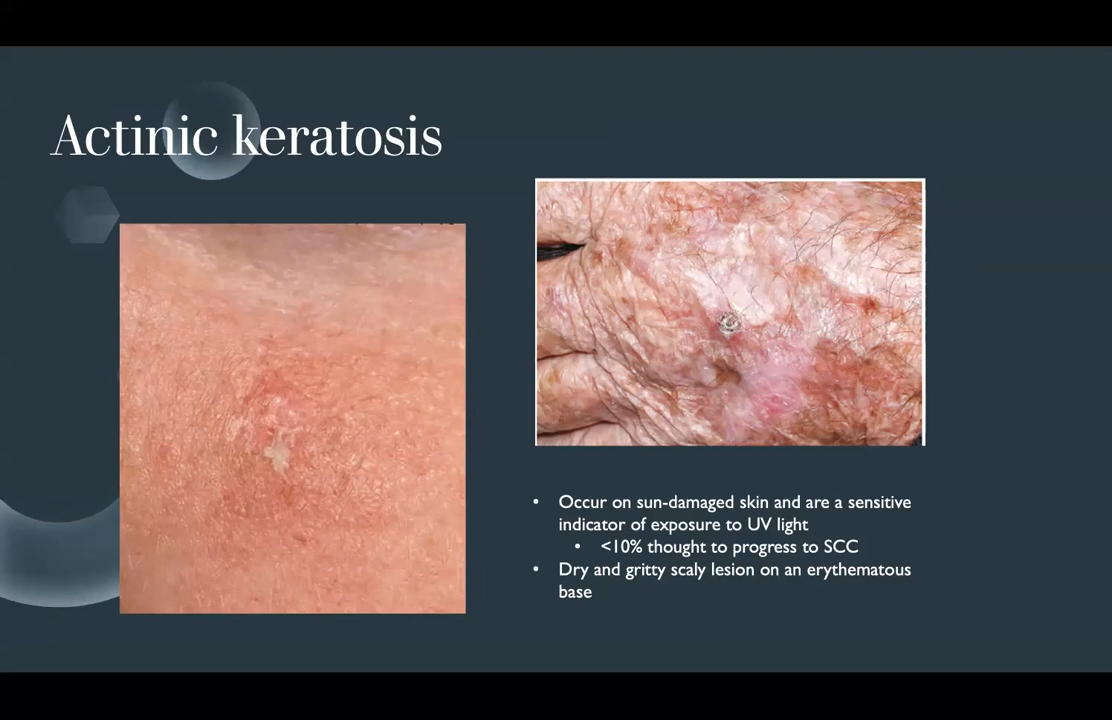 Actinic keratosis
• Occur on sun-damaged skin and are a sensitive
indicator of exposure to UV light
• <10% thought to progress to SCC
• Dry and gritty scaly lesion on an erythematous
base